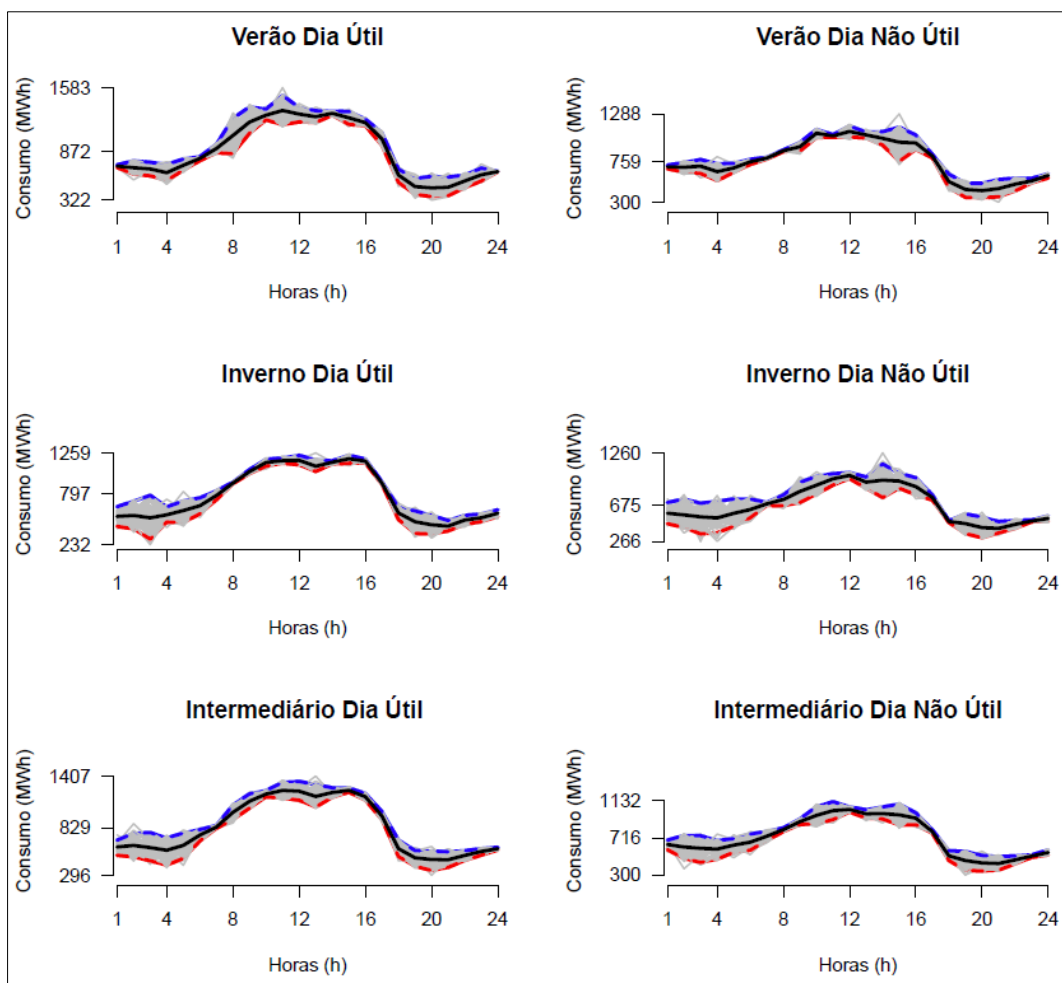 Verão Dia Útil
Consumo (MWh)
1583
872
322
1 4 8 12 16 20 24
Horas (h)
Verão Dia Não Útil
Consumo (MWh)
1288
759
300
1 4 8 12 16 20 24
Horas (h)
Inverno Dia Útil
Consumo (MWh)
1259
797
232
1 4 8 12 16 20 24
Horas (h)
Inverno Dia Não Útil
Consumo (MWh)
1260
675
266
1 4 8 12 16 20 24
Horas (h)
Intermediário Dia Útil
Consumo (MWh)
1407
829
296
1 4 8 12 16 20 24
Horas (h)
Intermediário Dia Não Útil
Consumo (MWh)
1132
716
300
1 4 8 12 16 20 24
Horas (h)